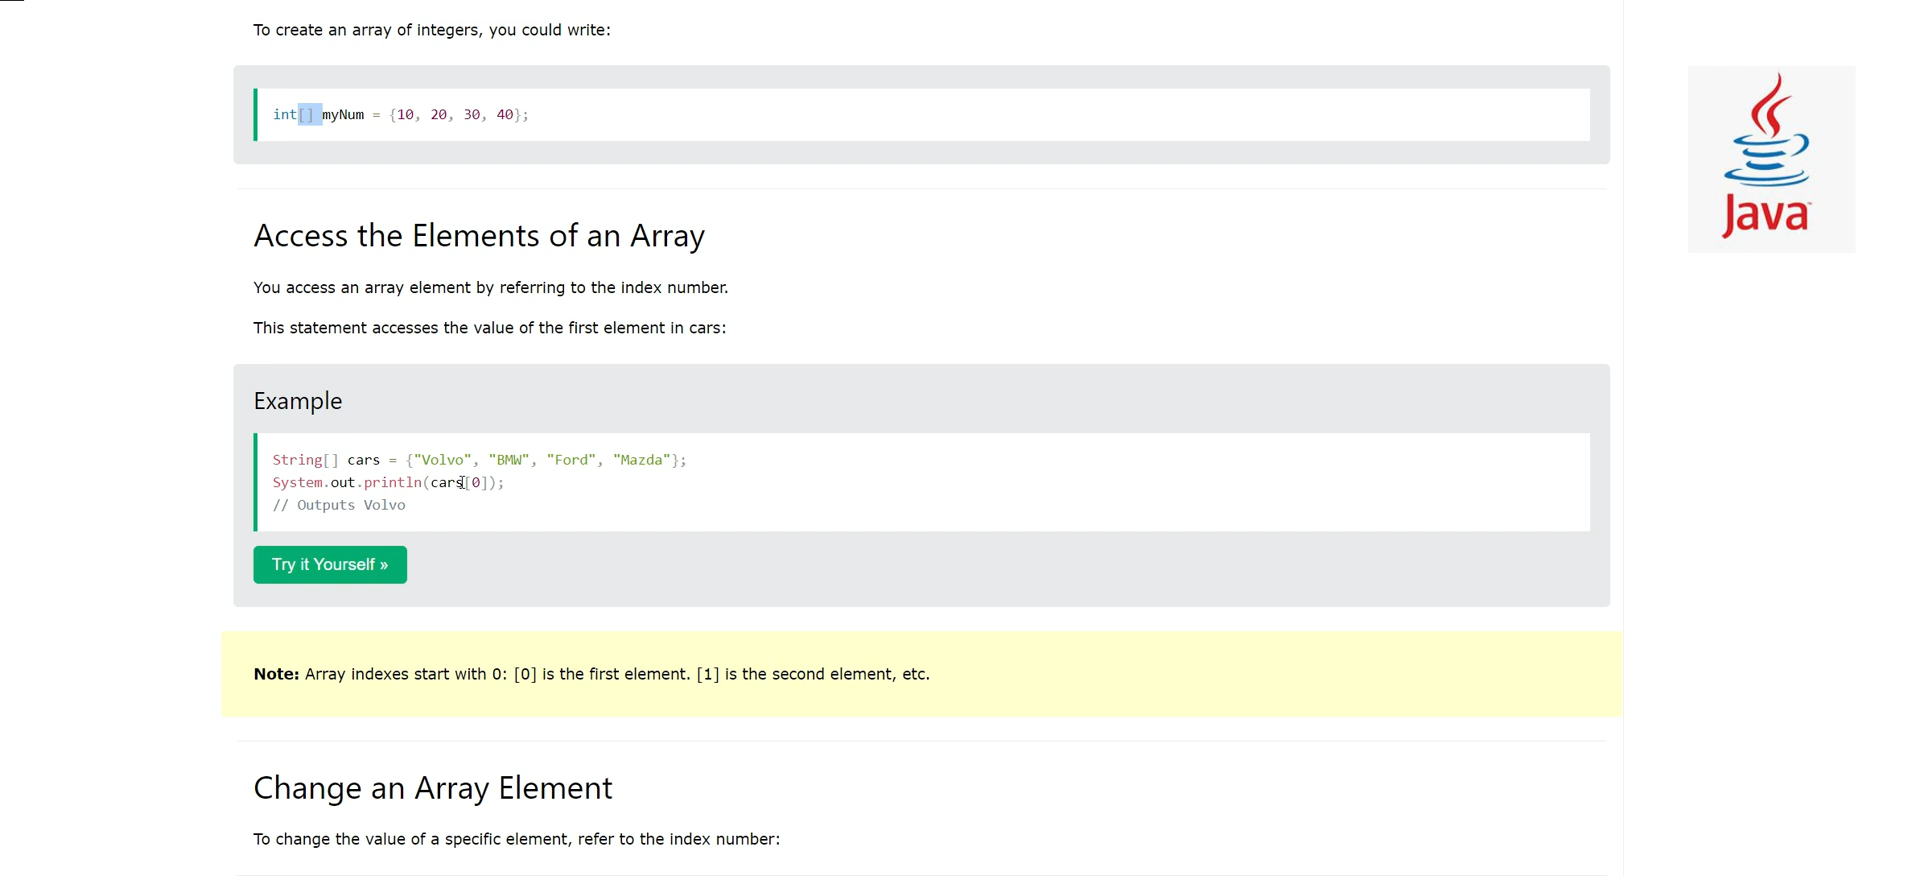 To create an array of integers, you could write:
int[] myNum = {10, 20, 30, 40};
Java™
Access the Elements of an Array
You access an array element by referring to the index number.
This statement accesses the value of the first element in cars:
Example
String[] cars = {"Volvo", "BMW", "Ford", "Mazda"};
System.out.println(cars[0]);
// Outputs Volvo
Try it Yourself »
Note: Array indexes start with 0: [0] is the first element. [1] is the second element, etc.
Change an Array Element
To change the value of a specific element, refer to the index number: